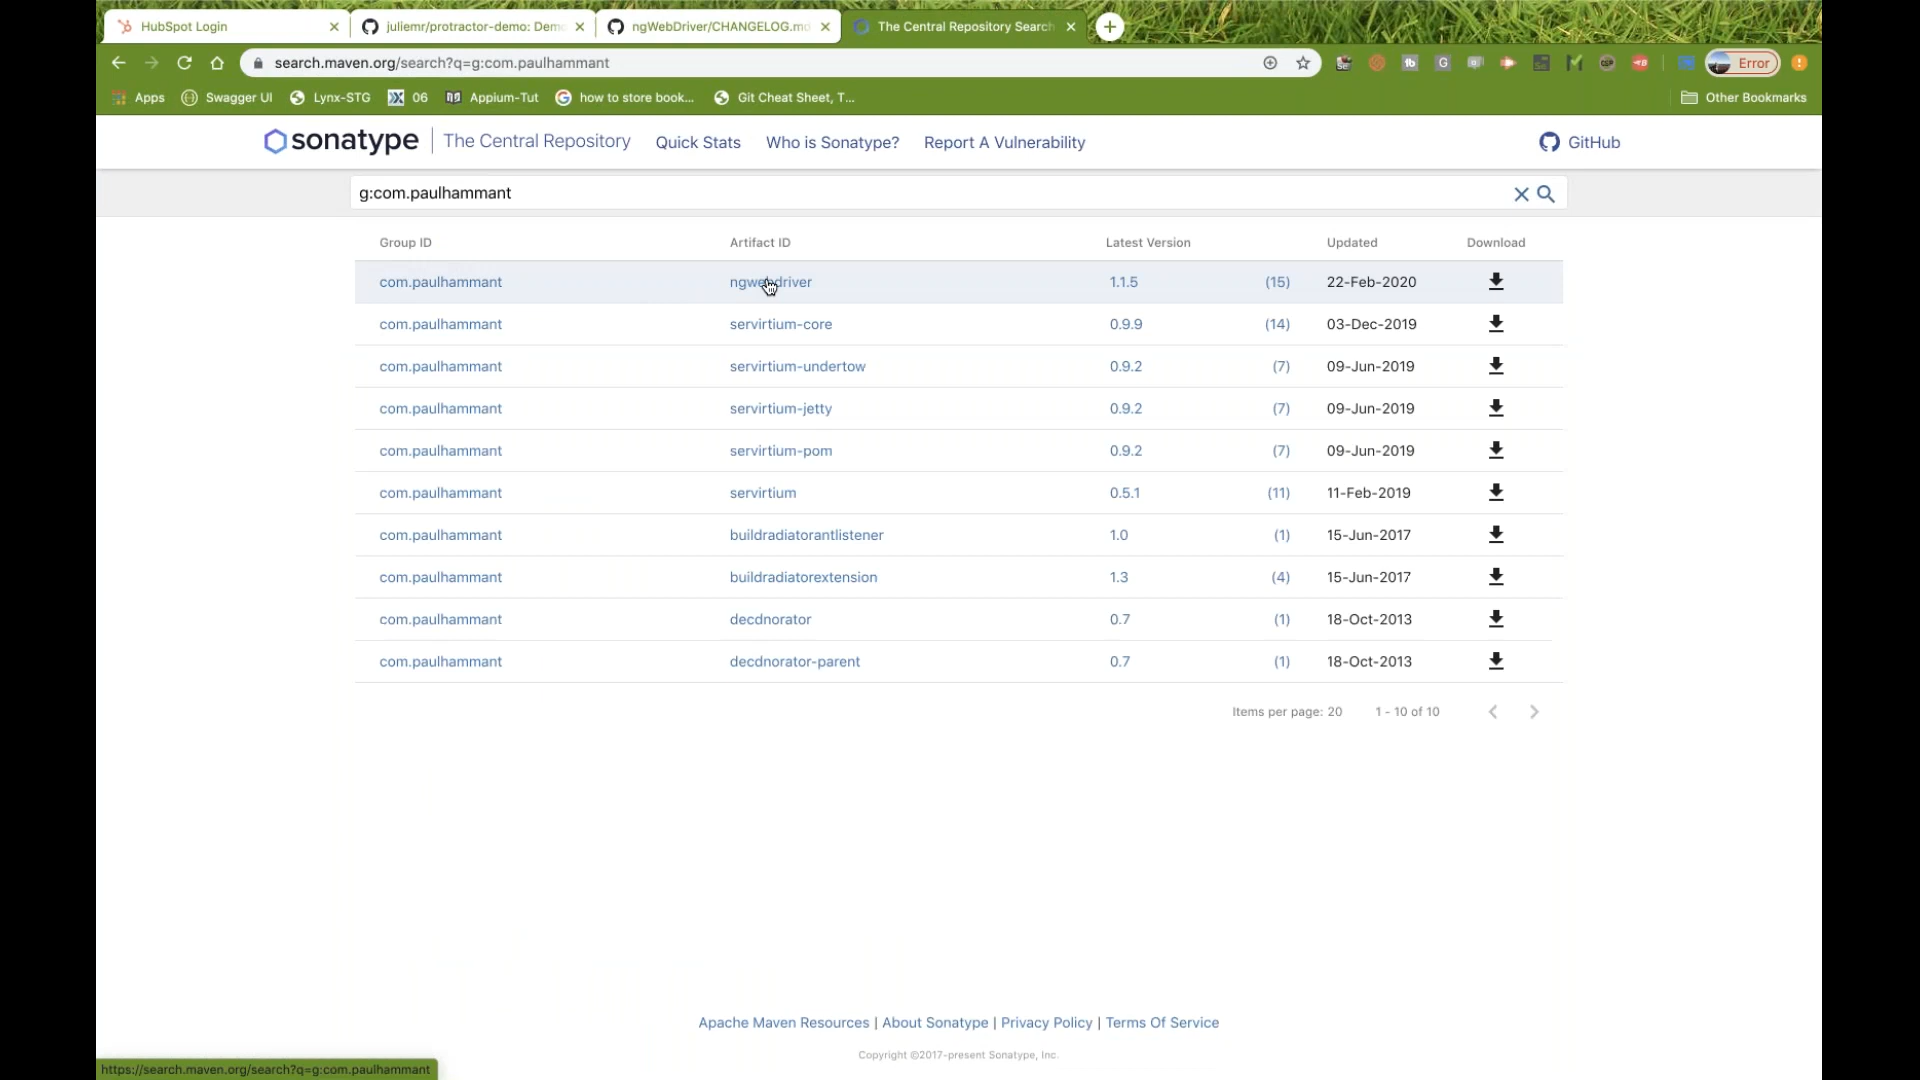 HubSpot Login
juliemr/protractor-demo: Demo
ngWebDriver/CHANGELOG.md
The Central Repository Search
search.maven.org/search?q=g:com.paulhammant
Error
Apps
Swagger UI
Lynx-STG
06
Appium-Tut
how to store book...
Git Cheat Sheet, T...
Other Bookmarks
sonatype
The Central Repository
Quick Stats
Who is Sonatype?
Report A Vulnerability
GitHub
g:com.paulhammant
Group ID Artifact ID Latest Version Updated Download
com.paulhammant ngwebdriver 1.1.5 (15) 22-Feb-2020
com.paulhammant servirtium-core 0.9.9 (14) 03-Dec-2019
com.paulhammant servirtium-undertow 0.9.2 (7) 09-Jun-2019
com.paulhammant servirtium-jetty 0.9.2 (7) 09-Jun-2019
com.paulhammant servirtium-pom 0.9.2 (7) 09-Jun-2019
com.paulhammant servirtium 0.5.1 (11) 11-Feb-2019
com.paulhammant buildradiatorantlistener 1.0 (1) 15-Jun-2017
com.paulhammant buildradiatorextension 1.3 (4) 15-Jun-2017
com.paulhammant decdnorator 0.7 (1) 18-Oct-2013
com.paulhammant decdnorator-parent 0.7 (1) 18-Oct-2013
Items per page: 20 1 - 10 of 10
Apache Maven Resources | About Sonatype | Privacy Policy | Terms Of Service
Copyright ©2017-present Sonatype, Inc.
https://search.maven.org/search?q=g:com.paulhammant